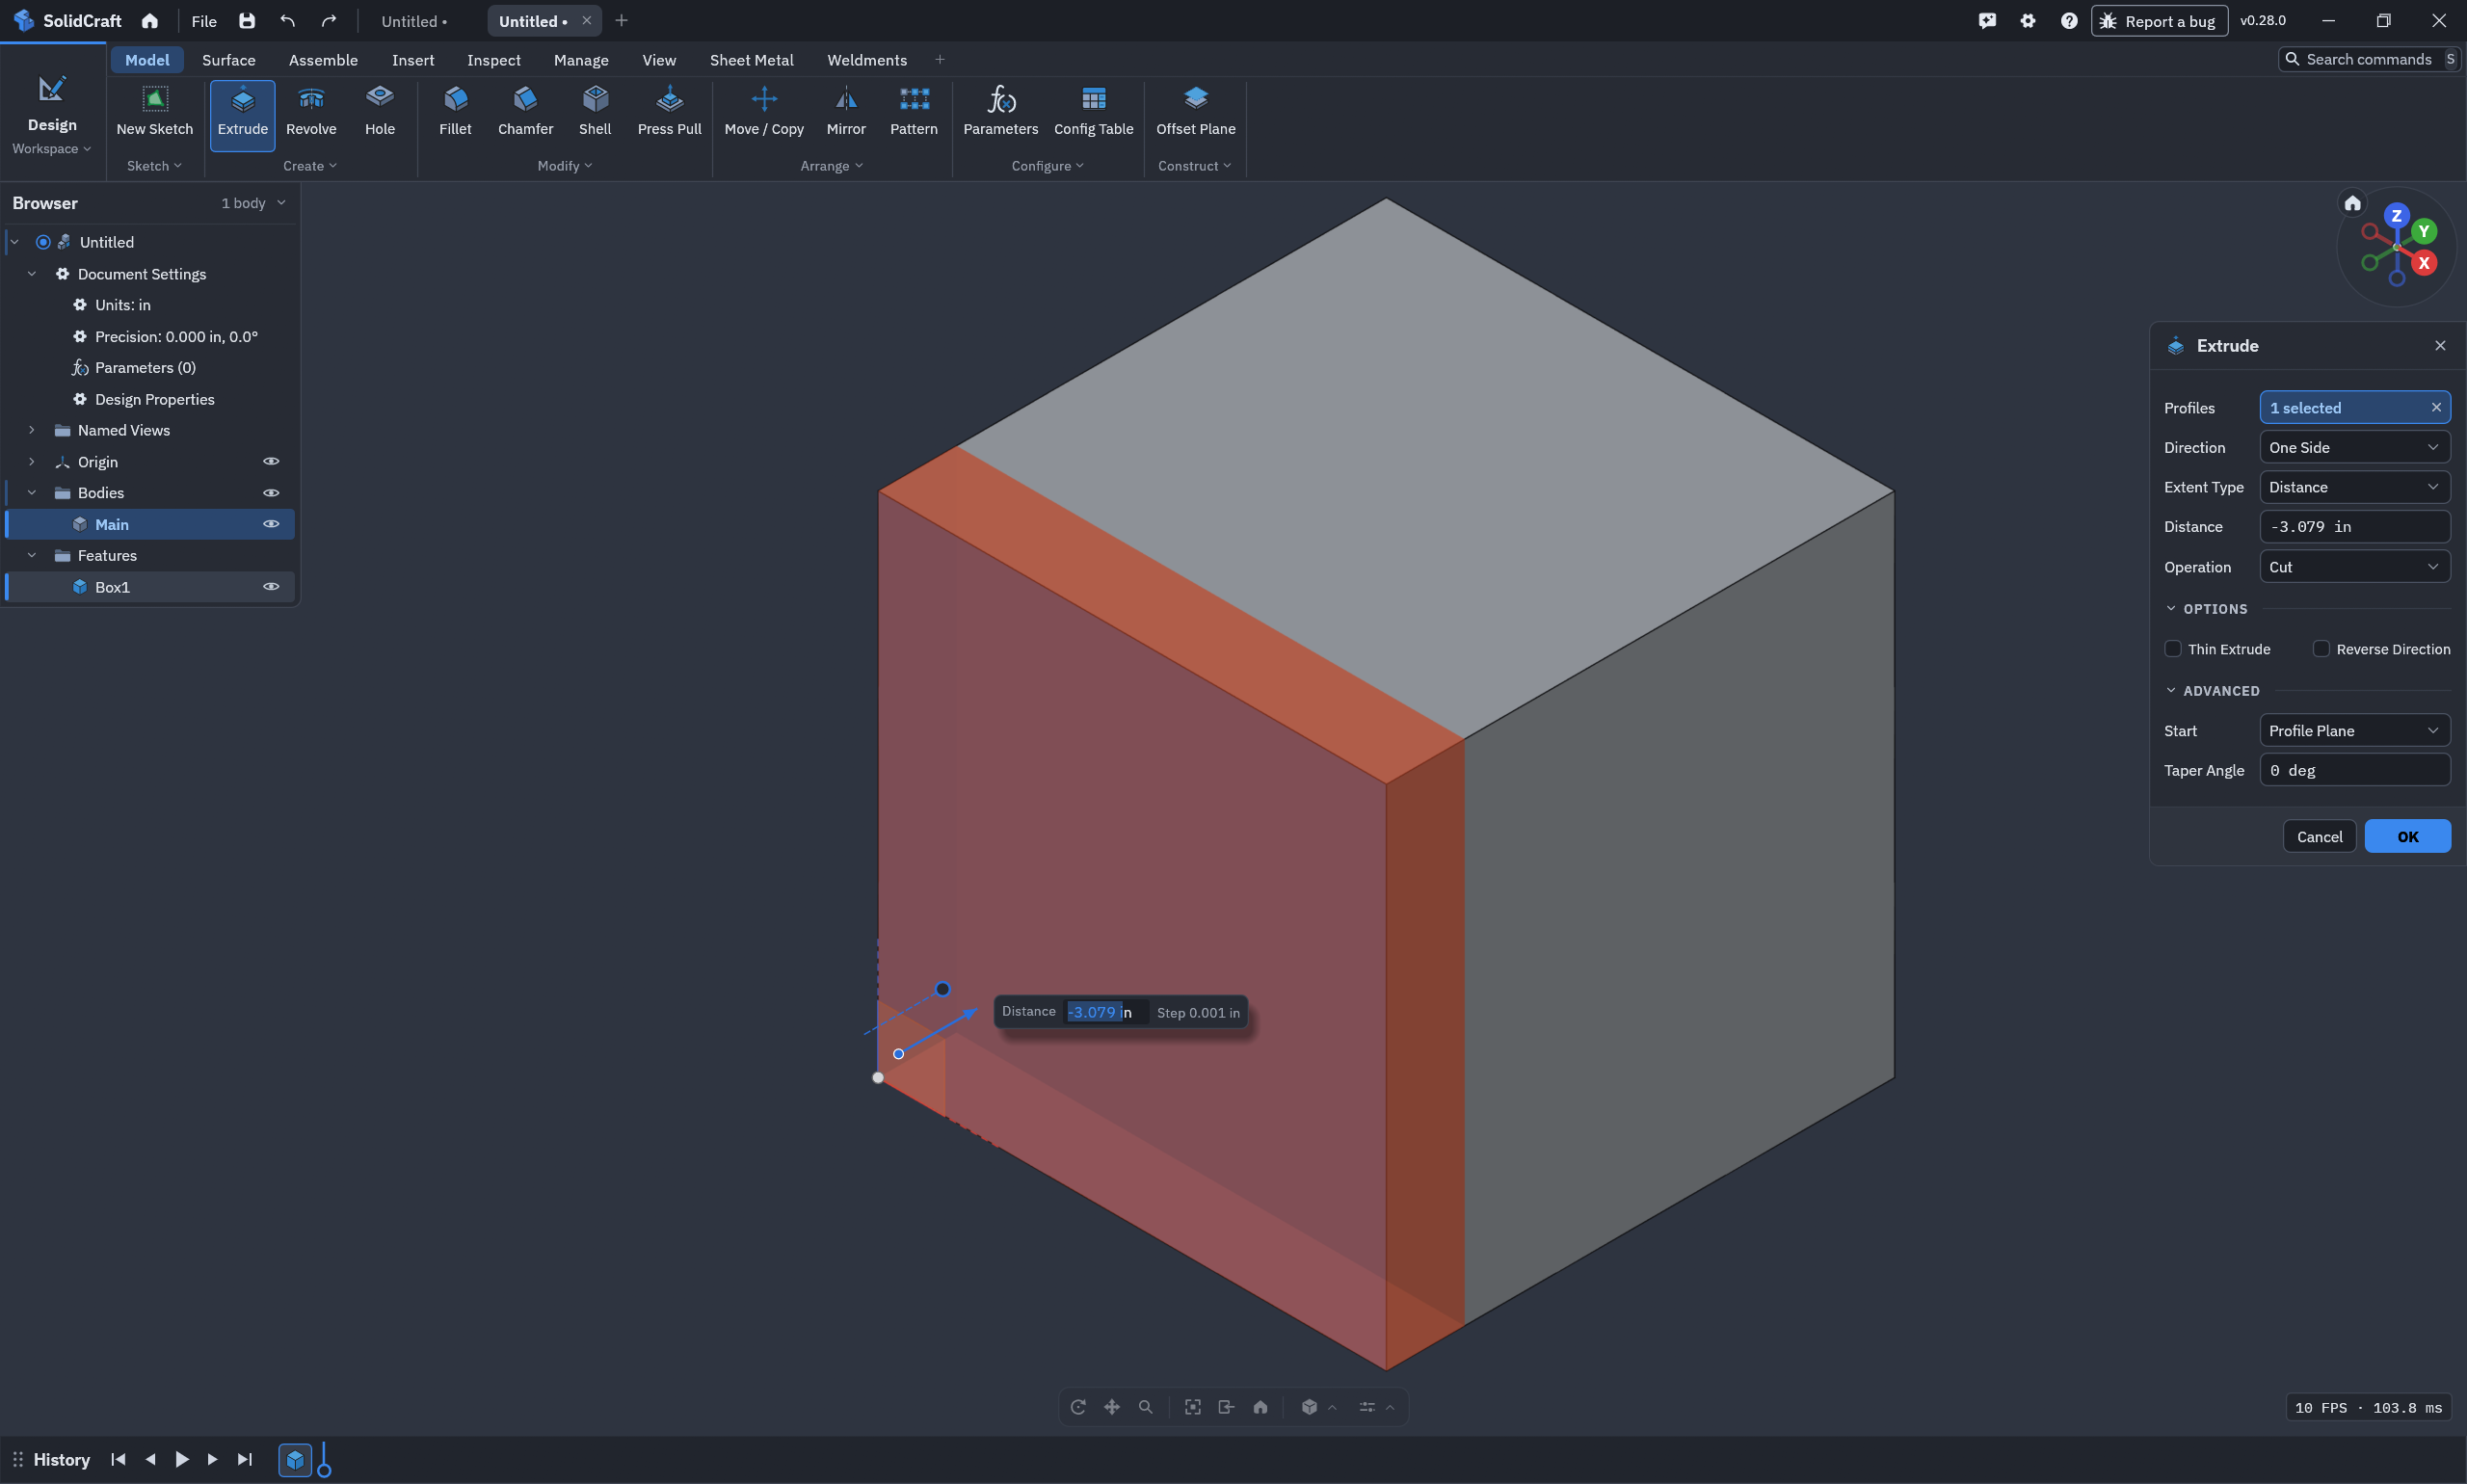 SolidCraft File Untitled • Untitled • Report a bug v0.28.0
Model Surface Assemble Insert Inspect Manage View Sheet Metal Weldments Search commands S
Design
Workspace
New Sketch Extrude Revolve Hole Fillet Chamfer Shell Press Pull Move / Copy Mirror Pattern Parameters Config Table Offset Plane
Sketch Create Modify Arrange Configure Construct
Browser 1 body
Untitled
Document Settings
Units: in
Precision: 0.000 in, 0.0°
Parameters (0)
Design Properties
Named Views
Origin
Bodies
Main
Features
Box1
Z
Y
X
Extrude
Profiles 1 selected
Direction One Side
Extent Type Distance
Distance -3.079 in
Operation Cut
OPTIONS
Thin Extrude Reverse Direction
ADVANCED
Start Profile Plane
Taper Angle 0 deg
Cancel OK
Distance -3.079 in Step 0.001 in
10 FPS · 103.8 ms
History